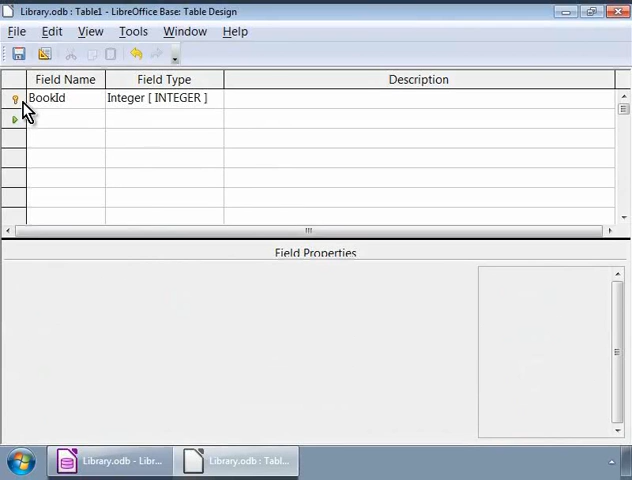 Library.odb : Table1 - LibreOffice Base: Table Design
File Edit View Tools Window Help
Field Name Field Type Description
BookId Integer [ INTEGER ]
Field Properties
Library.odb - Libr... Library.odb : Tabl...